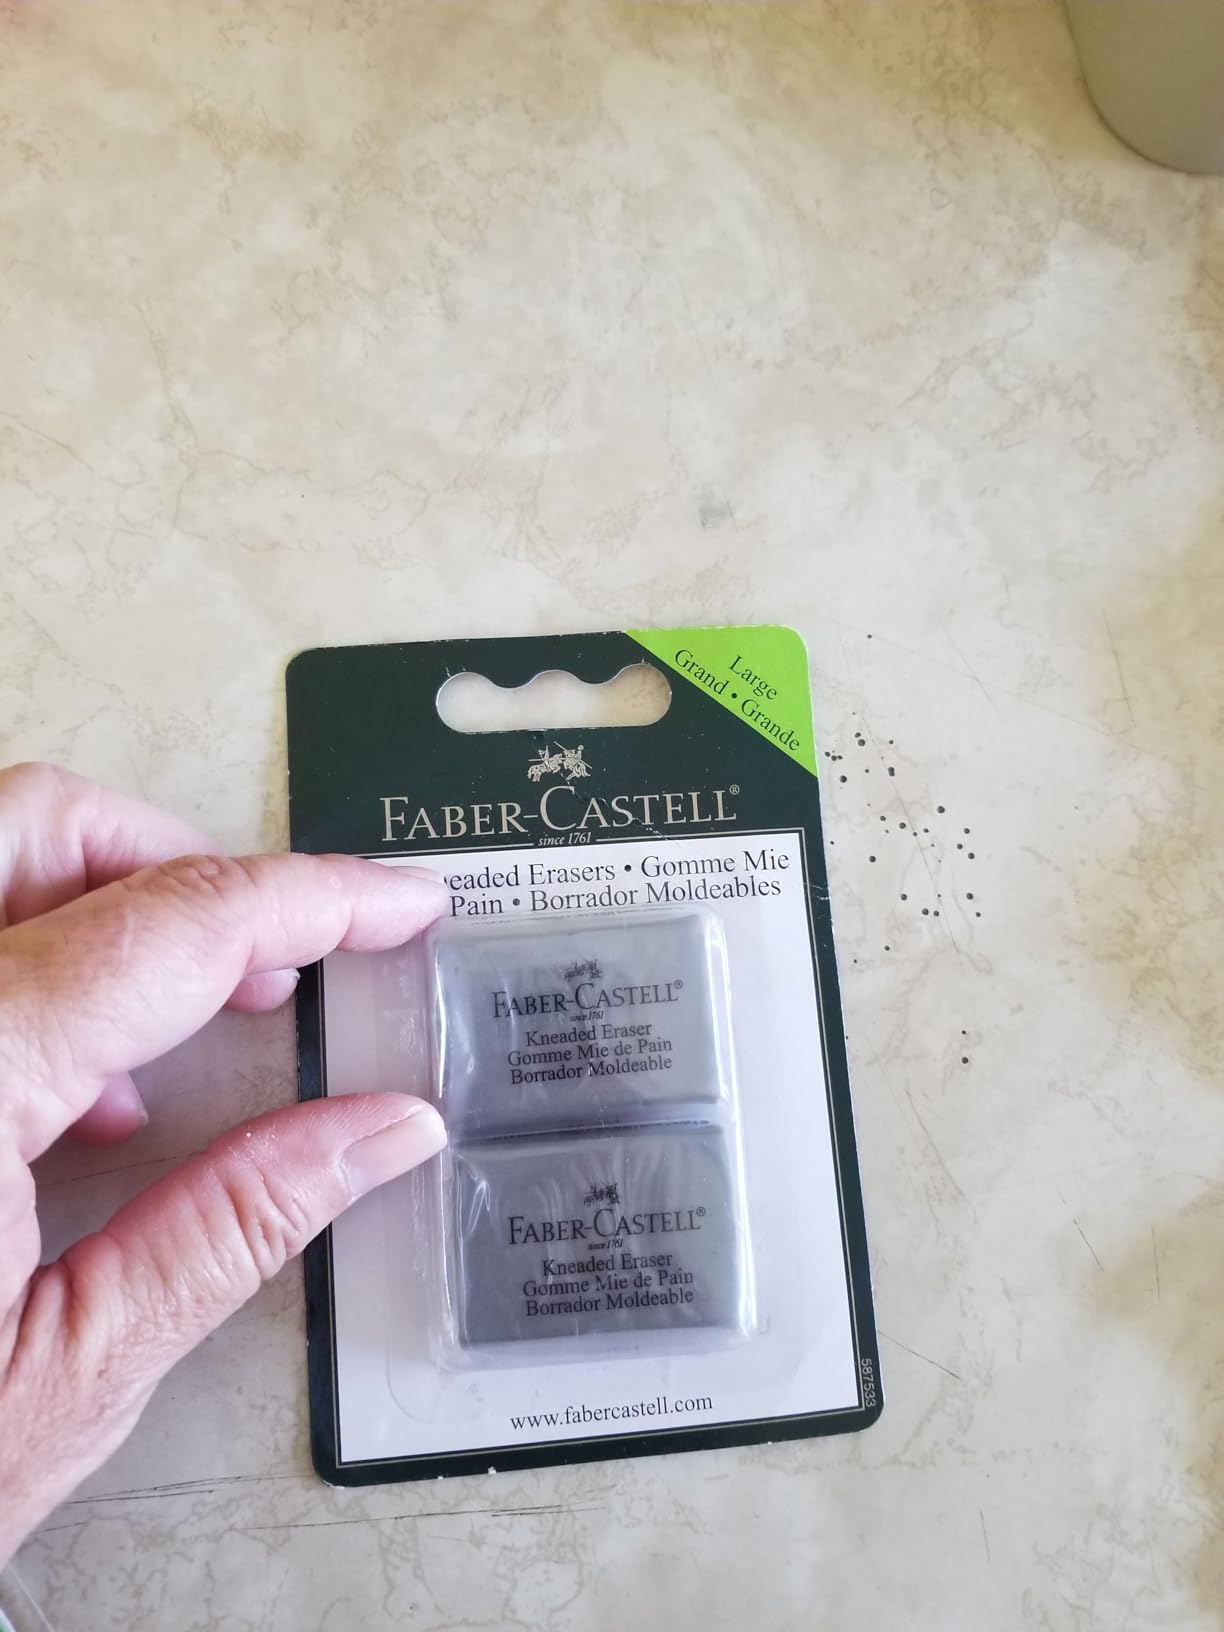 Large
Grand • Grande
FABER-CASTELL®
since 1761
eaded Erasers • Gomme Mie
Pain • Borrador Moldeables
FABER-CASTELL®
since 1761
Kneaded Eraser
Gomme Mie de Pain
Borrador Moldeable
FABER-CASTELL®
since 1761
Kneaded Eraser
Gomme Mie de Pain
Borrador Moldeable
www.fabercastell.com
587533